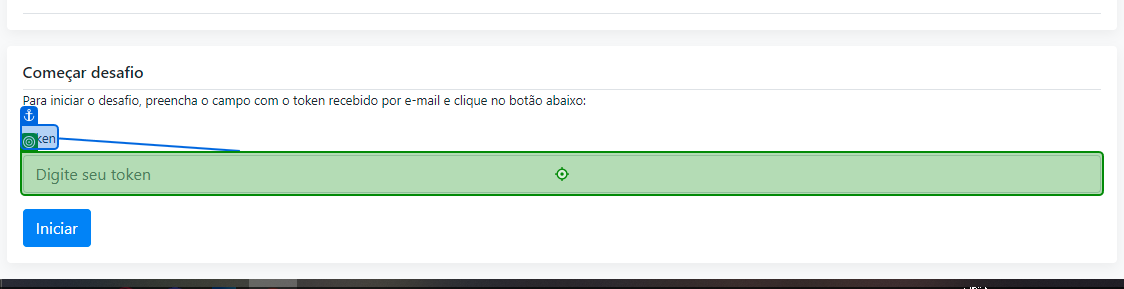 Começar desafio
Para iniciar o desafio, preencha o campo com o token recebido por e-mail e clique no botão abaixo:
ken
Digite seu token
Iniciar